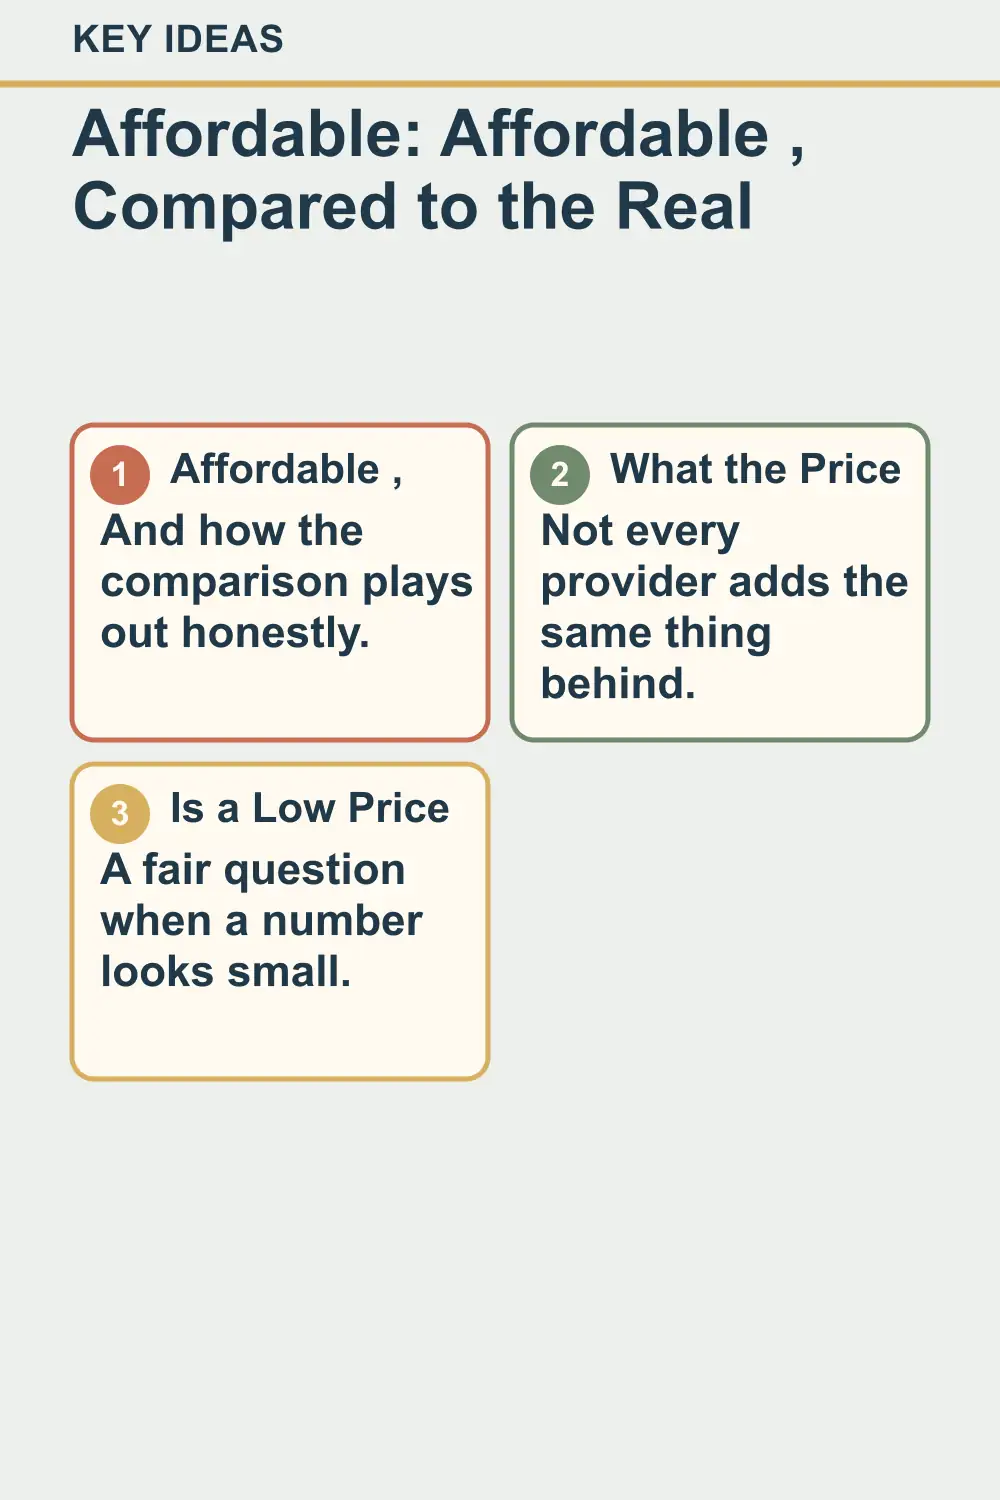 KEY IDEAS
Affordable: Affordable ,
Compared to the Real
1 Affordable ,
And how the
comparison plays
out honestly.
2 What the Price
Not every
provider adds the
same thing
behind.
3 Is a Low Price
A fair question
when a number
looks small.